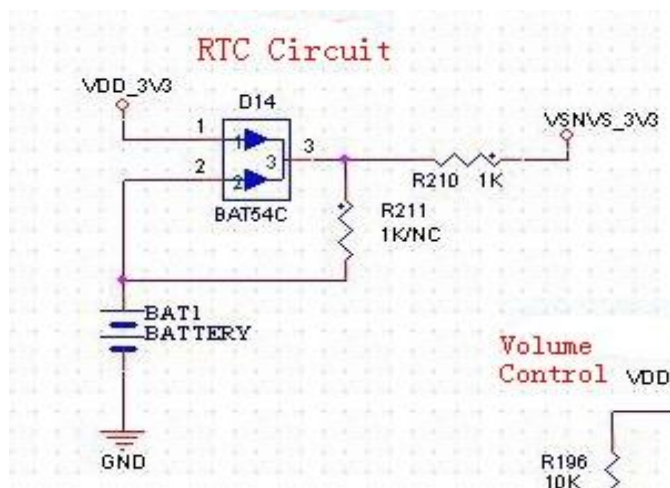 RTC Circuit
VDD_3V3
D14
VSNVS_3V3
1
1
3
2
3
2
R210 1K
BAT54C
R211
1K/NC
BAT1
BATTERY
Volume
Control
VDD
GND
R196
10K